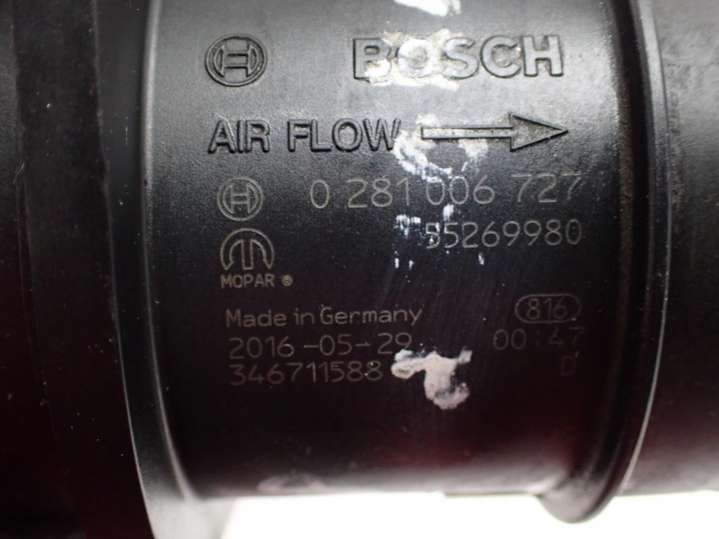 BOSCH
AIR FLOW
0 281 006 727
55269980
MOPAR ®
Made in Germany 816
2016-05-29 00:47
346711588 D